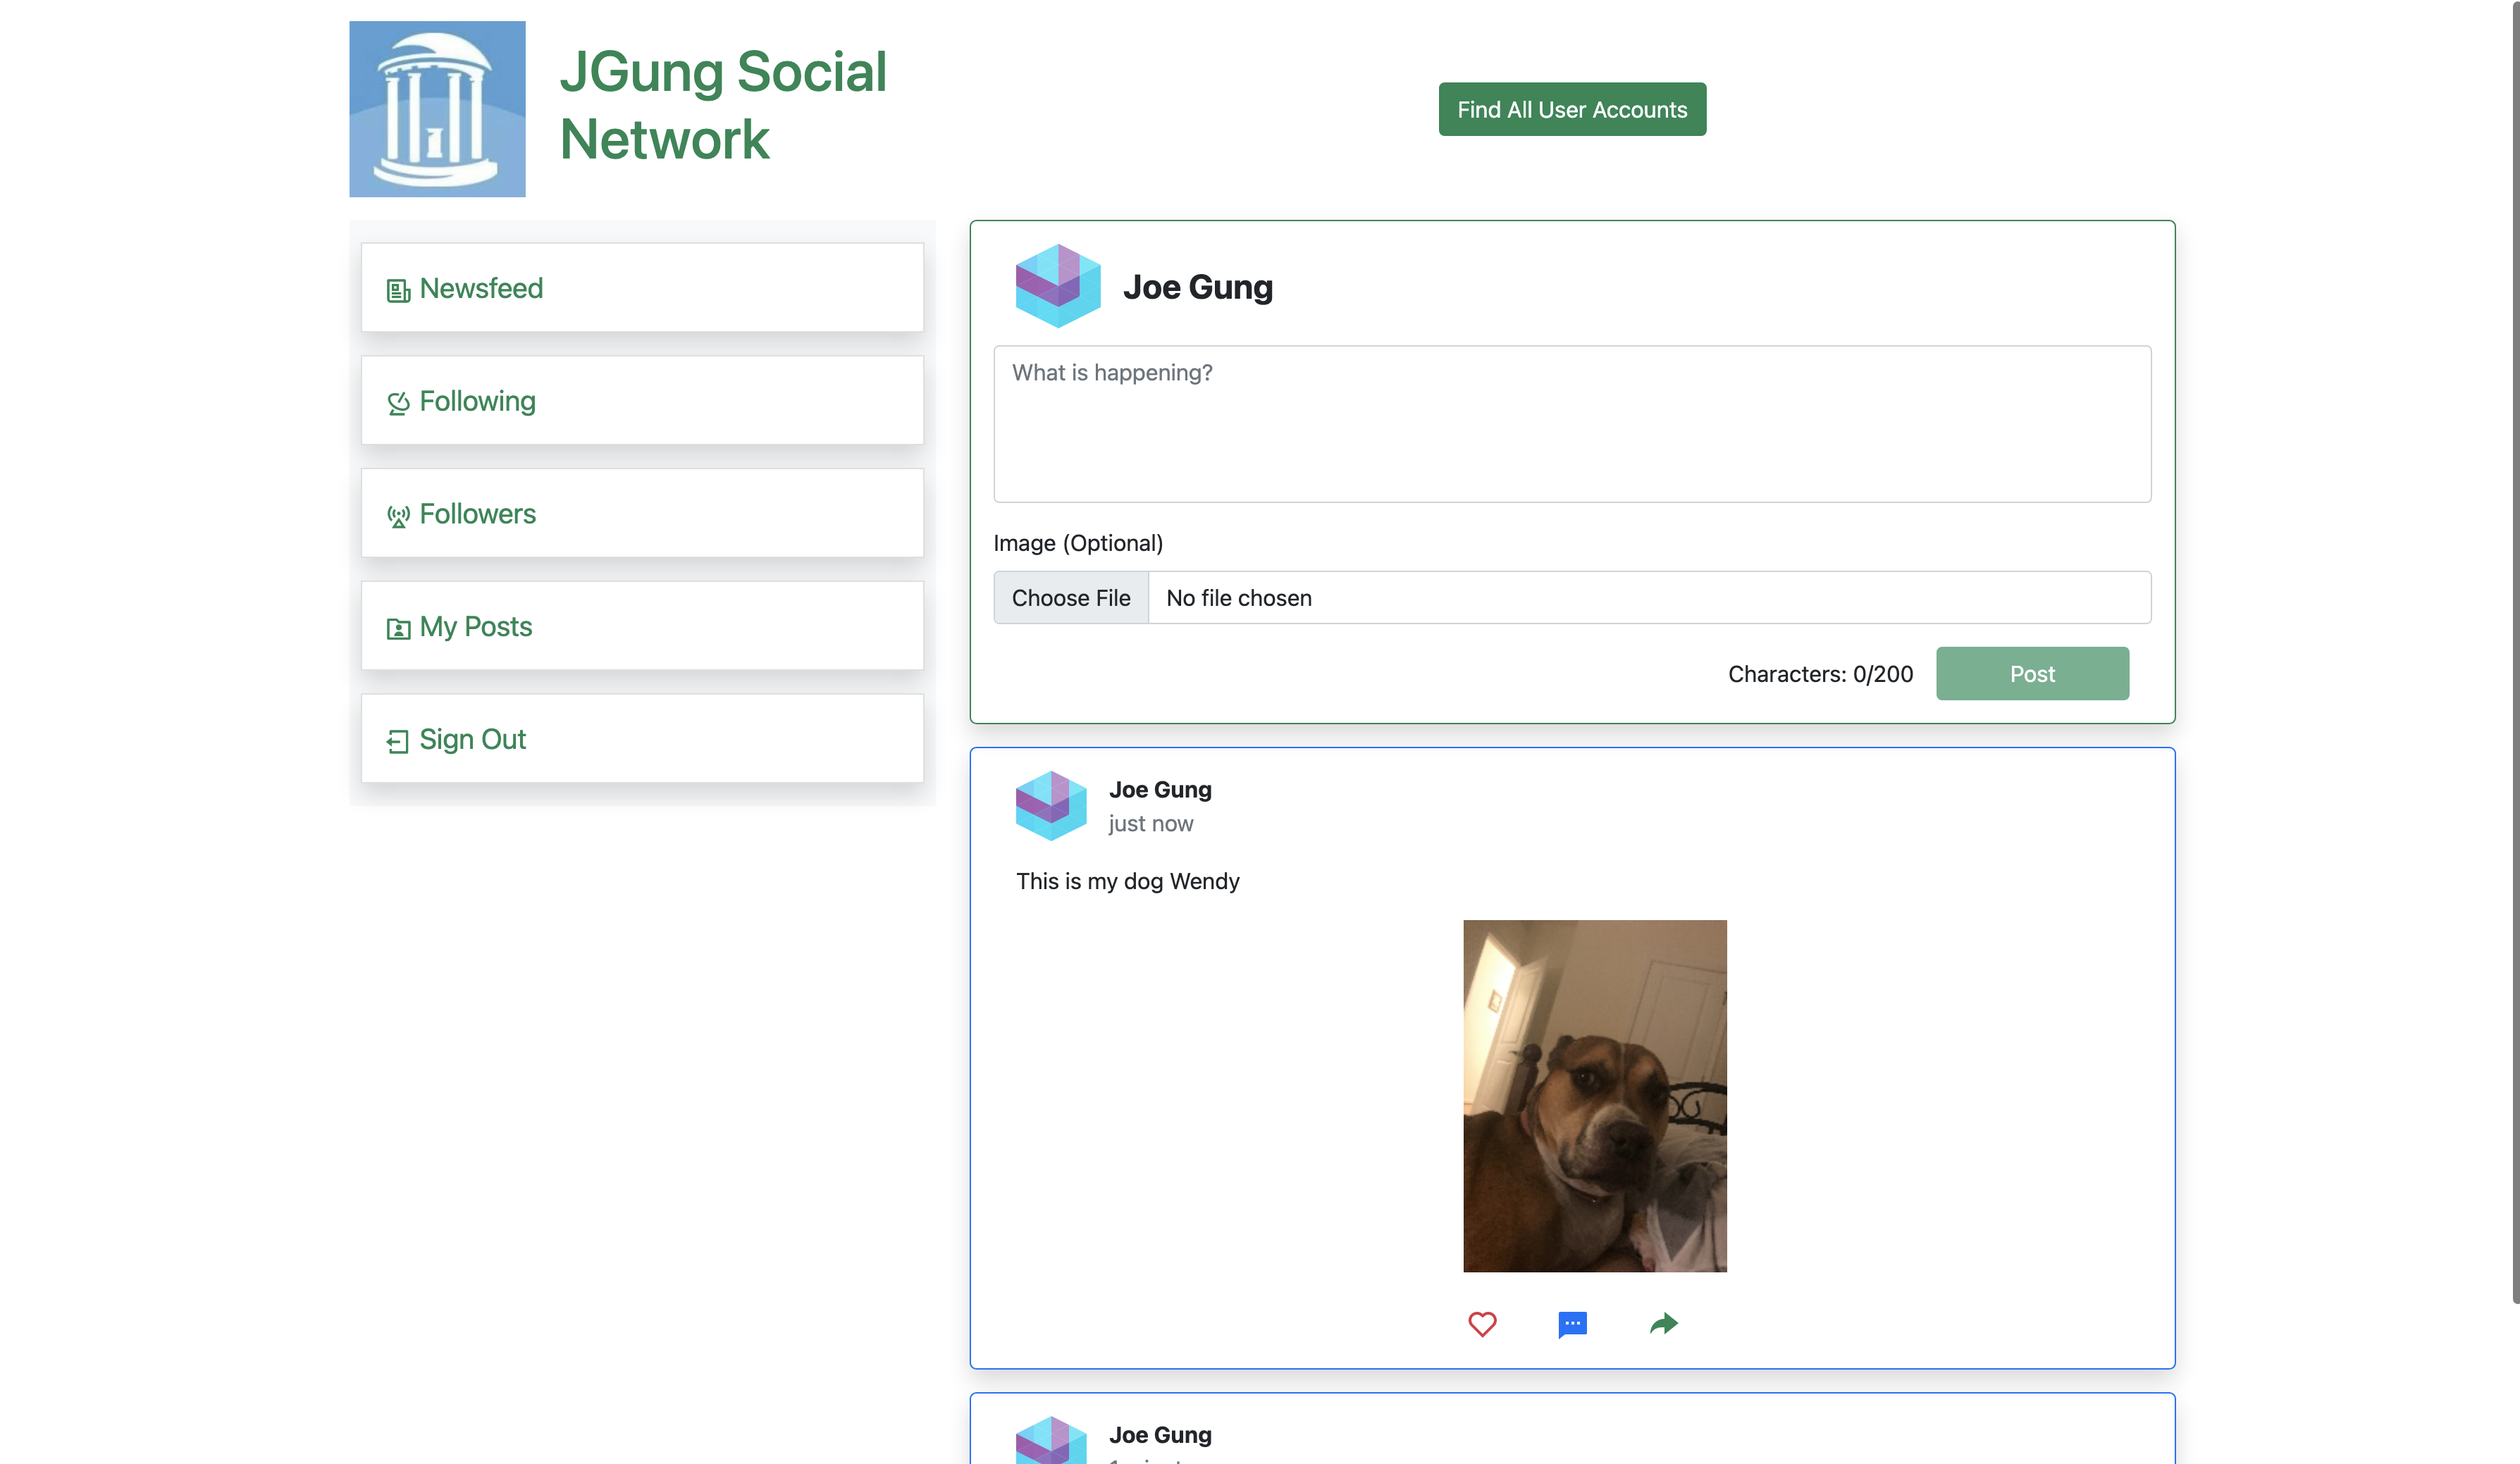 JGung Social
Network
Find All User Accounts
Newsfeed
Following
Followers
My Posts
Sign Out
Joe Gung
What is happening?
Image (Optional)
Choose File No file chosen
Characters: 0/200 Post
Joe Gung
just now
This is my dog Wendy
Joe Gung